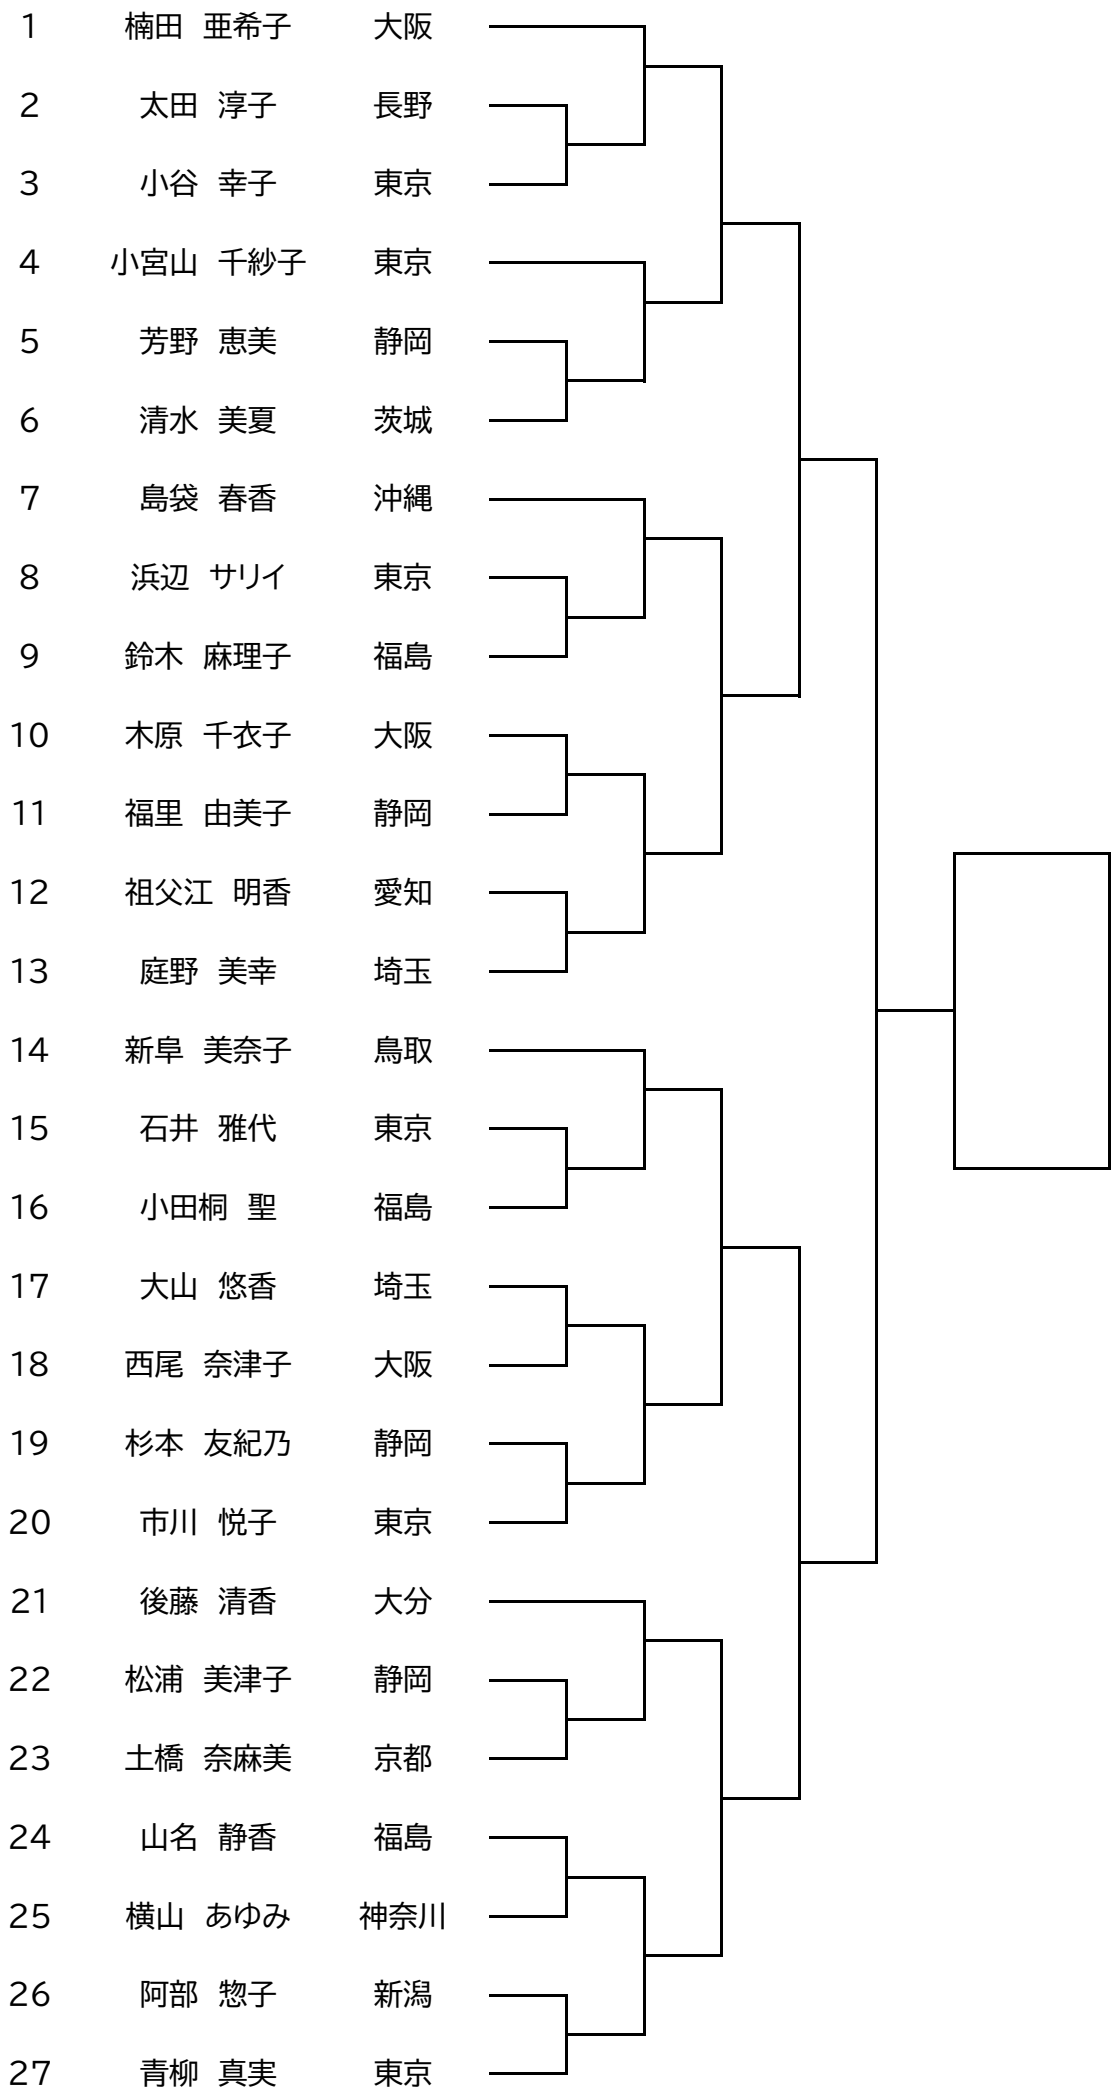 1 楠田 亜希子 大阪
2 太田 淳子 長野
3 小谷 幸子 東京
4 小宮山 千紗子 東京
5 芳野 恵美 静岡
6 清水 美夏 茨城
7 島袋 春香 沖縄
8 浜辺 サリイ 東京
9 鈴木 麻理子 福島
10 木原 千衣子 大阪
11 福里 由美子 静岡
12 祖父江 明香 愛知
13 庭野 美幸 埼玉
14 新阜 美奈子 鳥取
15 石井 雅代 東京
16 小田桐 聖 福島
17 大山 悠香 埼玉
18 西尾 奈津子 大阪
19 杉本 友紀乃 静岡
20 市川 悦子 東京
21 後藤 清香 大分
22 松浦 美津子 静岡
23 土橋 奈麻美 京都
24 山名 静香 福島
25 横山 あゆみ 神奈川
26 阿部 惣子 新潟
27 青柳 真実 東京